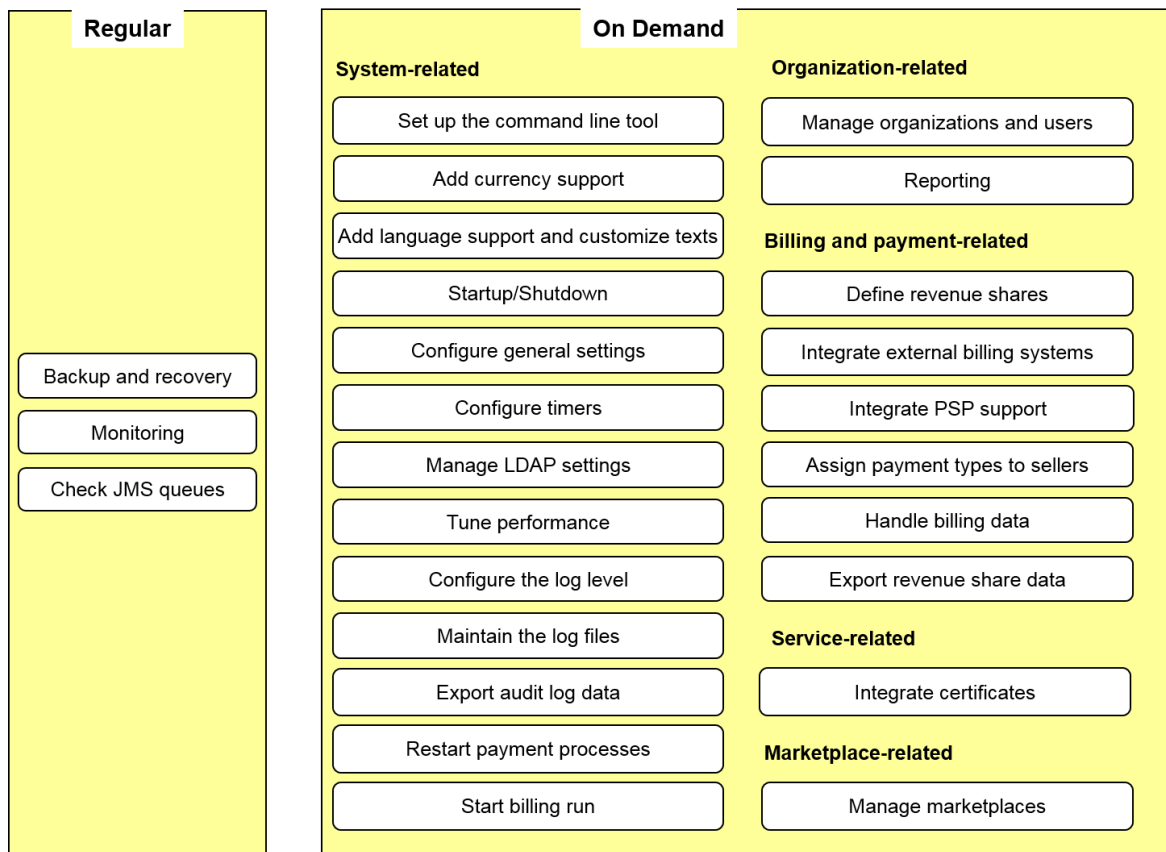 Regular
Backup and recovery
Monitoring
Check JMS queues
On Demand
System-related
Set up the command line tool
Add currency support
Add language support and customize texts
Startup/Shutdown
Configure general settings
Configure timers
Manage LDAP settings
Tune performance
Configure the log level
Maintain the log files
Export audit log data
Restart payment processes
Start billing run
Organization-related
Manage organizations and users
Reporting
Billing and payment-related
Define revenue shares
Integrate external billing systems
Integrate PSP support
Assign payment types to sellers
Handle billing data
Export revenue share data
Service-related
Integrate certificates
Marketplace-related
Manage marketplaces